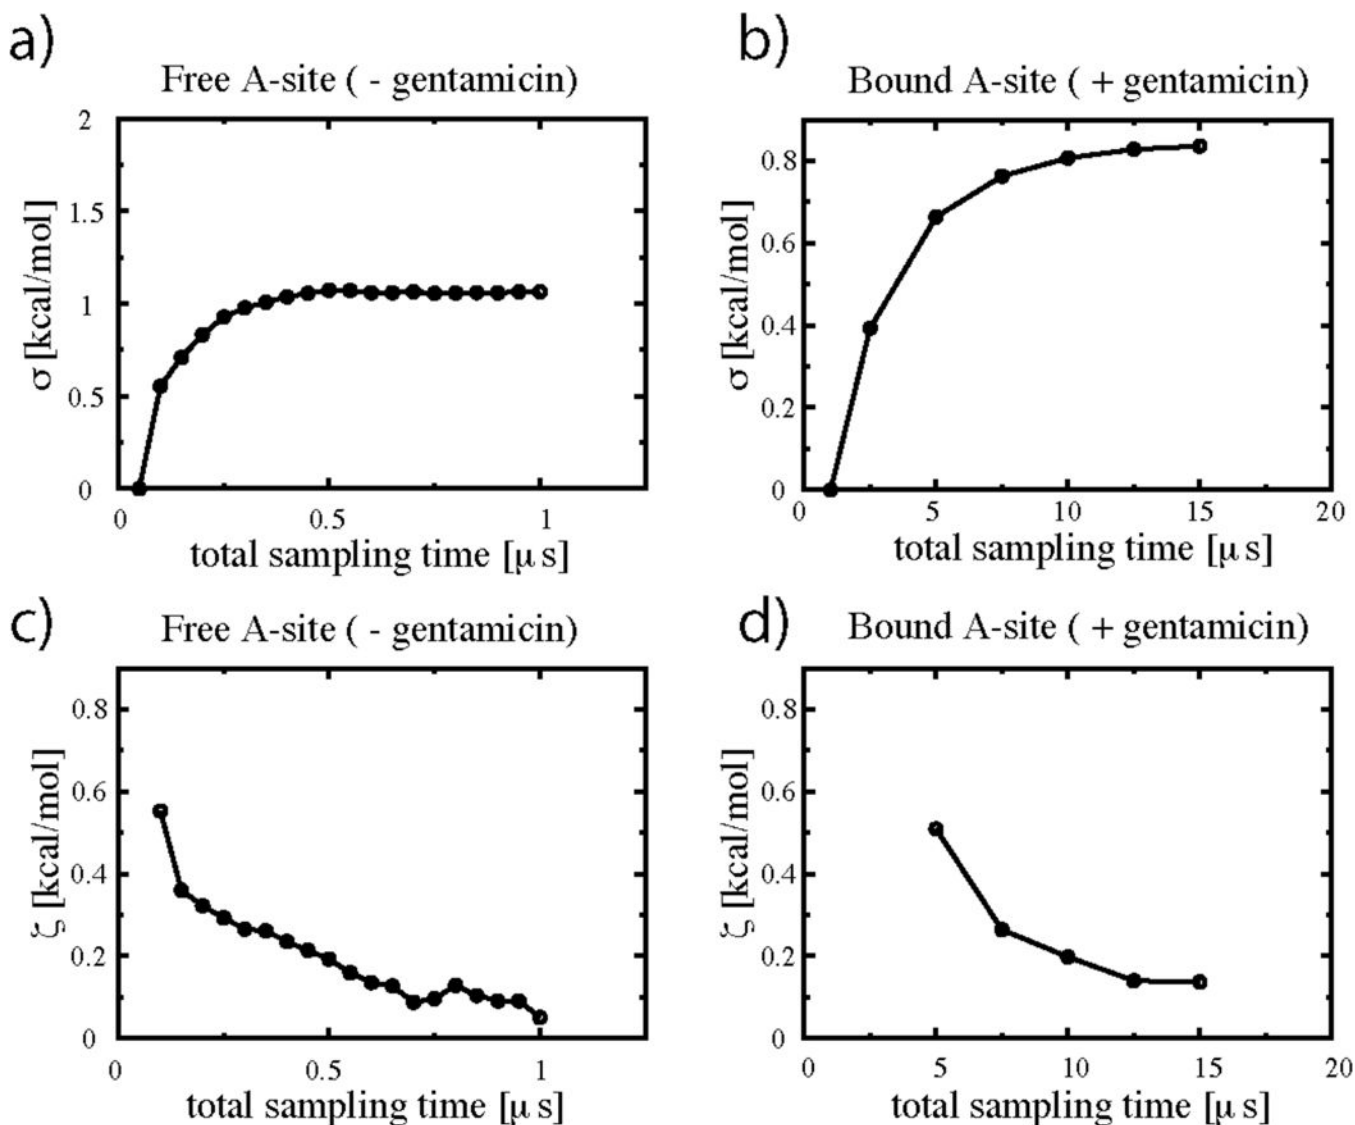 a)
Free A-site ( - gentamicin)
2
1.5
1
0.5
0
σ [kcal/mol]
0 0.5 1
total sampling time [μ s]
b)
Bound A-site ( + gentamicin)
0.8
0.6
0.4
0.2
0
σ [kcal/mol]
0 5 10 15 20
total sampling time [μ s]
c)
Free A-site ( - gentamicin)
0.8
0.6
0.4
0.2
0
ζ [kcal/mol]
0 0.5 1
total sampling time [μ s]
d)
Bound A-site ( + gentamicin)
0.8
0.6
0.4
0.2
0
ζ [kcal/mol]
0 5 10 15 20
total sampling time [μ s]